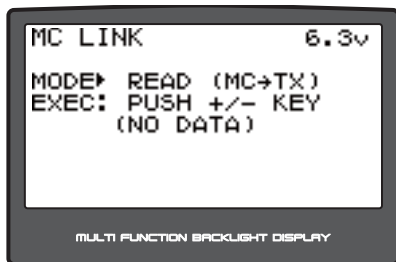 MC LINK 6.3v
MODE▶ READ (MC→TX)
EXEC: PUSH +/- KEY
(NO DATA)
MULTI FUNCTION BACKLIGHT DISPLAY